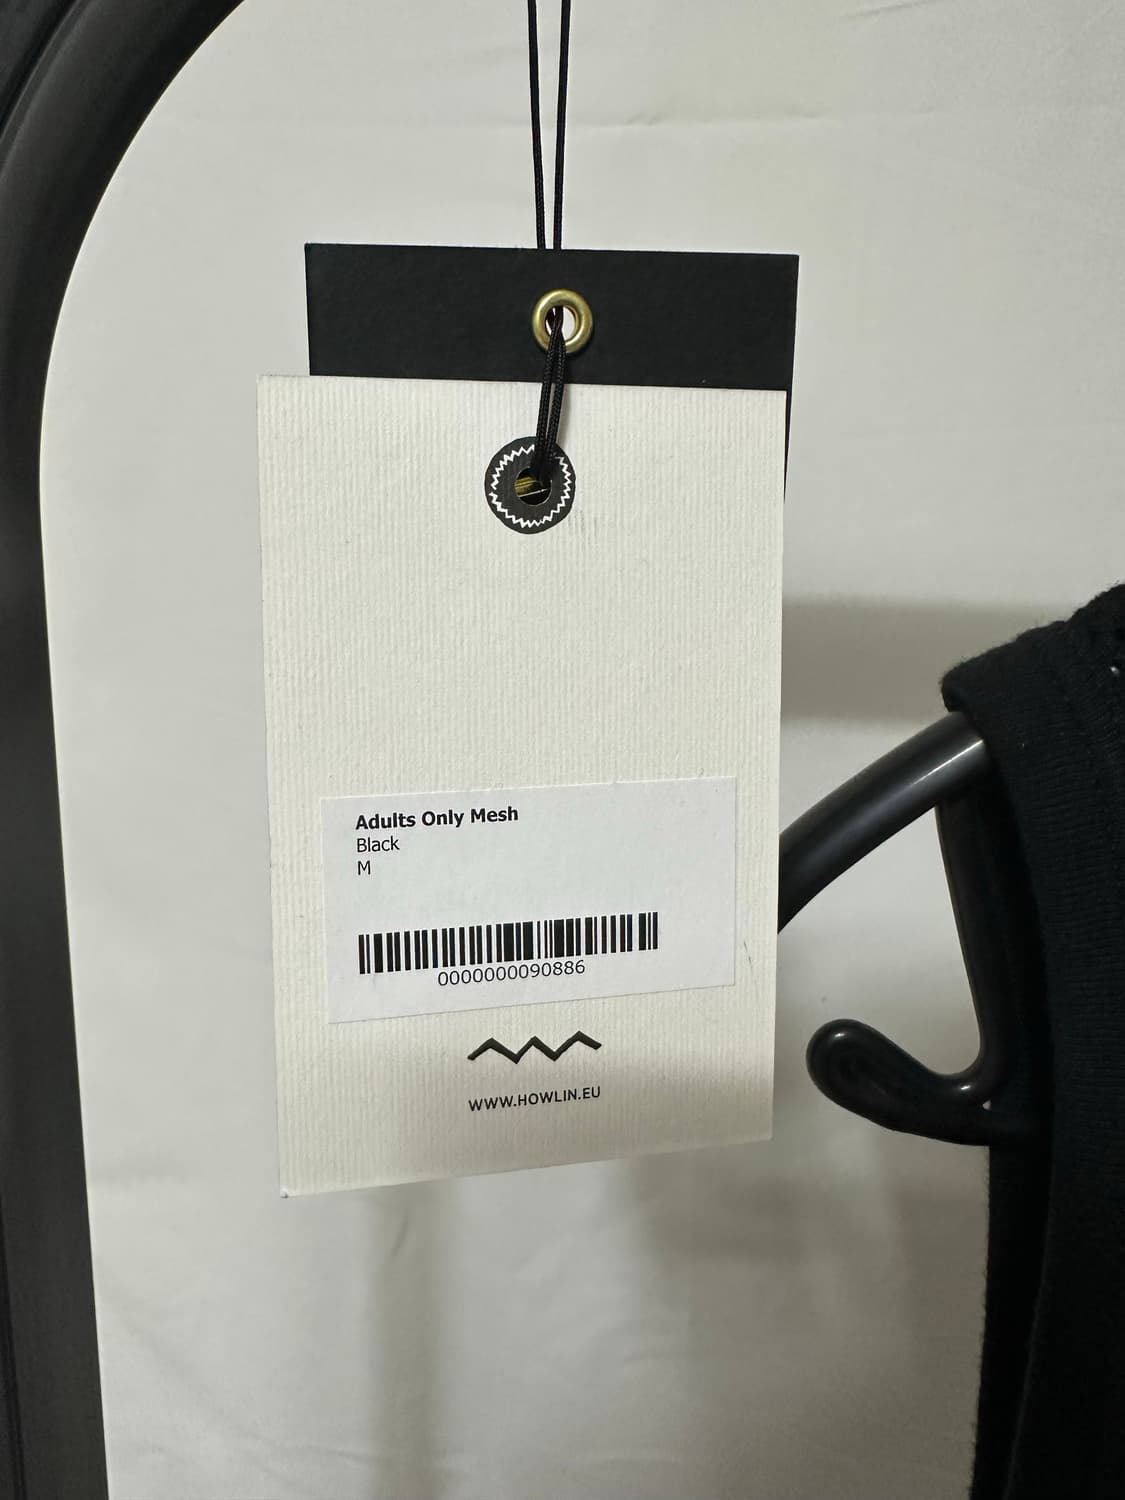 Adults Only Mesh
Black
M
0000000090886
WWW.HOWLIN.EU